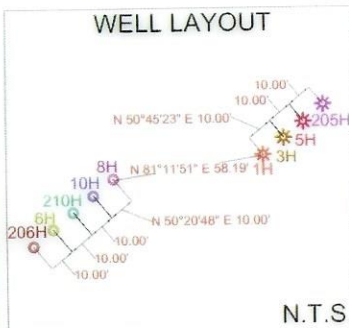 WELL LAYOUT
10.00'
10.00'
N 50°45'23" E 10.00'
205H
5H
3H
1H
8H
N 81°11'51" E 58.19'
10H
210H
6H
206H
N 50°20'48" E 10.00'
10.00'
10.00'
10.00'
N.T.S